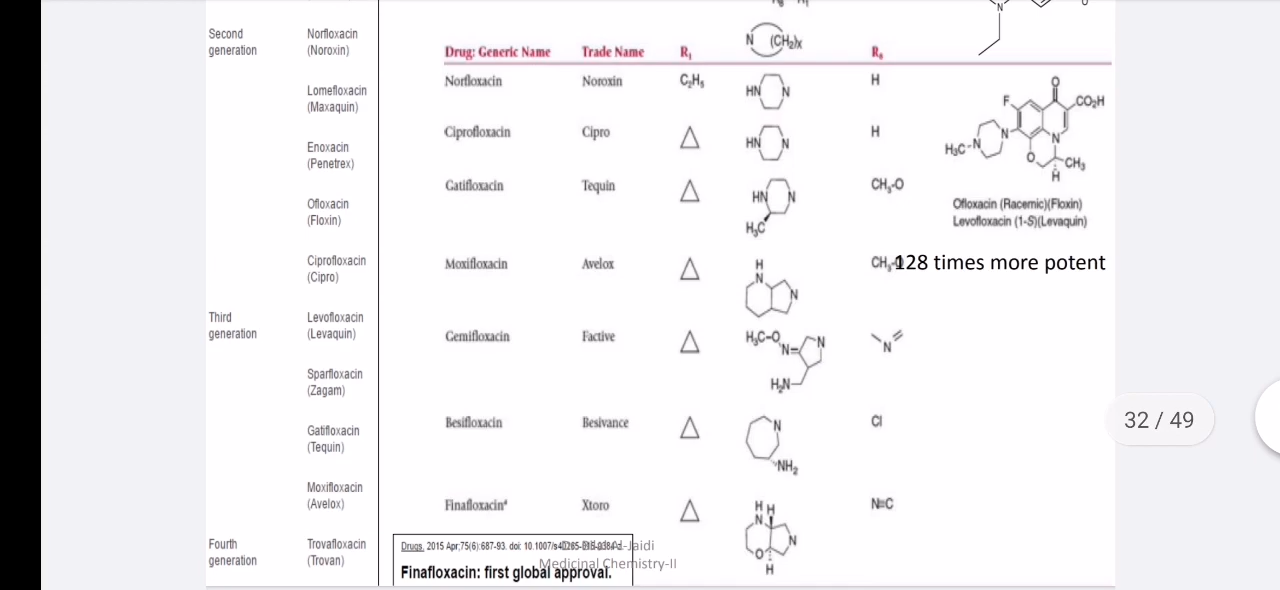 Second
generation
Norfloxacin
(Noroxin)
Lomefloxacin
(Maxaquin)
Enoxacin
(Penetrex)
Ofloxacin
(Floxin)
Ciprofloxacin
(Cipro)
Third
generation
Levofloxacin
(Levaquin)
Sparfloxacin
(Zagam)
Gatifloxacin
(Tequin)
Moxifloxacin
(Avelox)
Fourth
generation
Trovafloxacin
(Trovan)
N (CH₂)x
Drug: Generic Name Trade Name R₁ R₈
Norfloxacin Noroxin C₂H₅ HN N H
Ciprofloxacin Cipro HN N H
Gatifloxacin Tequin HN N H₃C CH₃-O
Moxifloxacin Avelox H N N CH₃-O
Gemifloxacin Factive H₃C-O N= N H₂N N
Besifloxacin Besivance N NH₂ Cl
Finafloxacin Xtoro H H N N O H N≡C
N
O
F CO₂H
N N
H₃C-N O CH₃
H
Ofloxacin (Racemic)(Floxin)
Levofloxacin (1-S)(Levaquin)
128 times more potent
32 / 49
Drugs. 2015 Apr;75(6):687-93. doi:
Medicinal Chemistry-II
Finafloxacin: first global approval.